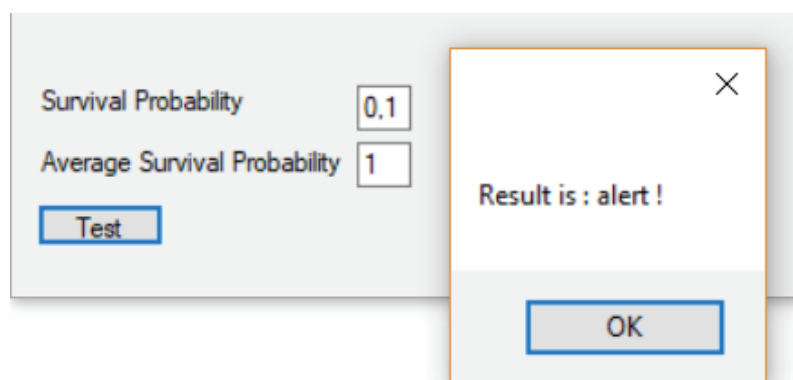 Survival Probability 0,1
Average Survival Probability 1
Test
Result is : alert !
OK